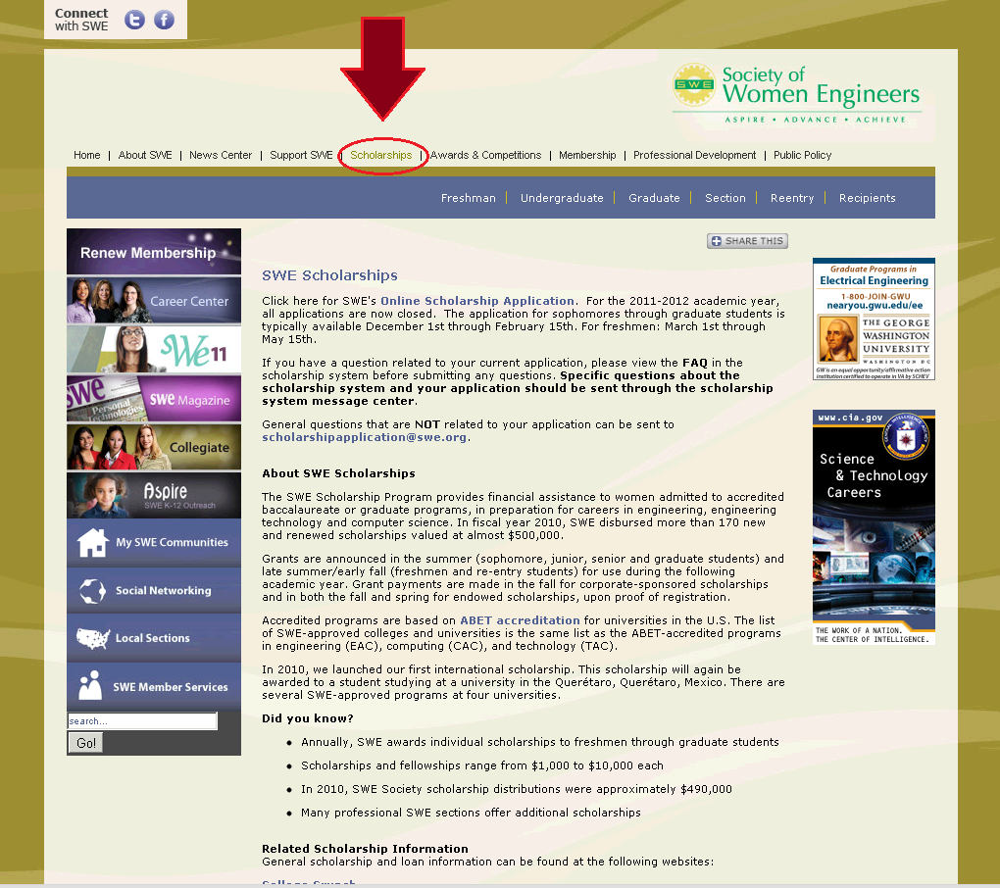 Connect
with SWE
SWE
Society of
Women Engineers
ASPIRE • ADVANCE • ACHIEVE
Home | About SWE | News Center | Support SWE | Scholarships | Awards & Competitions | Membership | Professional Development | Public Policy
Freshman | Undergraduate | Graduate | Section | Reentry | Recipients
Renew Membership
Career Center
SWe 11
swe
Personal
Technologies
swe Magazine
Collegiate
Aspire
SWE K-12 Outreach
My SWE Communities
Social Networking
Local Sections
SWE Member Services
search...
Go!
SHARE THIS
SWE Scholarships
Click here for SWE's Online Scholarship Application. For the 2011-2012 academic year,
all applications are now closed. The application for sophomores through graduate students is
typically available December 1st through February 15th. For freshmen: March 1st through
May 15th.
If you have a question related to your current application, please view the FAQ in the
scholarship system before submitting any questions. Specific questions about the
scholarship system and your application should be sent through the scholarship
system message center.
General questions that are NOT related to your application can be sent to
scholarshipapplication@swe.org.
About SWE Scholarships
The SWE Scholarship Program provides financial assistance to women admitted to accredited
baccalaureate or graduate programs, in preparation for careers in engineering, engineering
technology and computer science. In fiscal year 2010, SWE disbursed more than 170 new
and renewed scholarships valued at almost $500,000.
Grants are announced in the summer (sophomore, junior, senior and graduate students) and
late summer/early fall (freshmen and re-entry students) for use during the following
academic year. Grant payments are made in the fall for corporate-sponsored scholarships
and in both the fall and spring for endowed scholarships, upon proof of registration.
Accredited programs are based on ABET accreditation for universities in the U.S. The list
of SWE-approved colleges and universities is the same list as the ABET-accredited programs
in engineering (EAC), computing (CAC), and technology (TAC).
In 2010, we launched our first international scholarship. This scholarship will again be
awarded to a student studying at a university in the Querétaro, Querétaro, Mexico. There are
several SWE-approved programs at four universities.
Did you know?
• Annually, SWE awards individual scholarships to freshmen through graduate students
• Scholarships and fellowships range from $1,000 to $10,000 each
• In 2010, SWE Society scholarship distributions were approximately $490,000
• Many professional SWE sections offer additional scholarships
Related Scholarship Information
General scholarship and loan information can be found at the following websites:
Graduate Programs in
Electrical Engineering
1-800-JOIN-GWU
nearyou.gwu.edu/ee
THE GEORGE
WASHINGTON
UNIVERSITY
WASHINGTON DC
GW is an equal opportunity/affirmative action
institution certified to operate in VA by SCHEV.
www.cia.gov
Science
& Technology
Careers
THE WORK OF A NATION.
THE CENTER OF INTELLIGENCE.